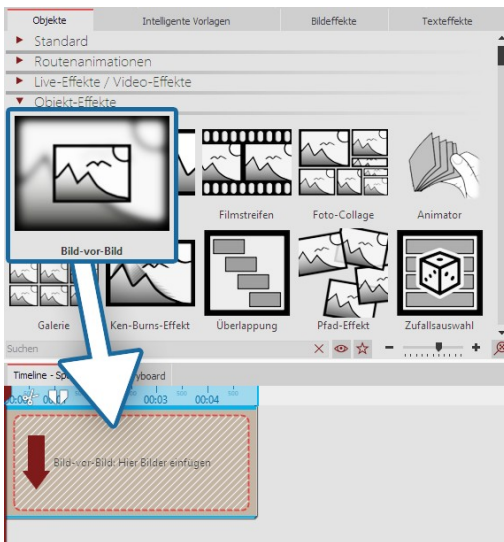 Objekte
Intelligente Vorlagen
Bildeffekte
Texteffekte
Standard
Routenanimationen
Live-Effekte / Video-Effekte
Objekt-Effekte
Filmstreifen
Foto-Collage
Animator
Bild-vor-Bild
Galerie
Ken-Burns-Effekt
Überlappung
Pfad-Effekt
Zufallsauswahl
Suchen
Timeline
00:03
00:04
Bild-vor-Bild: Hier Bilder einfügen